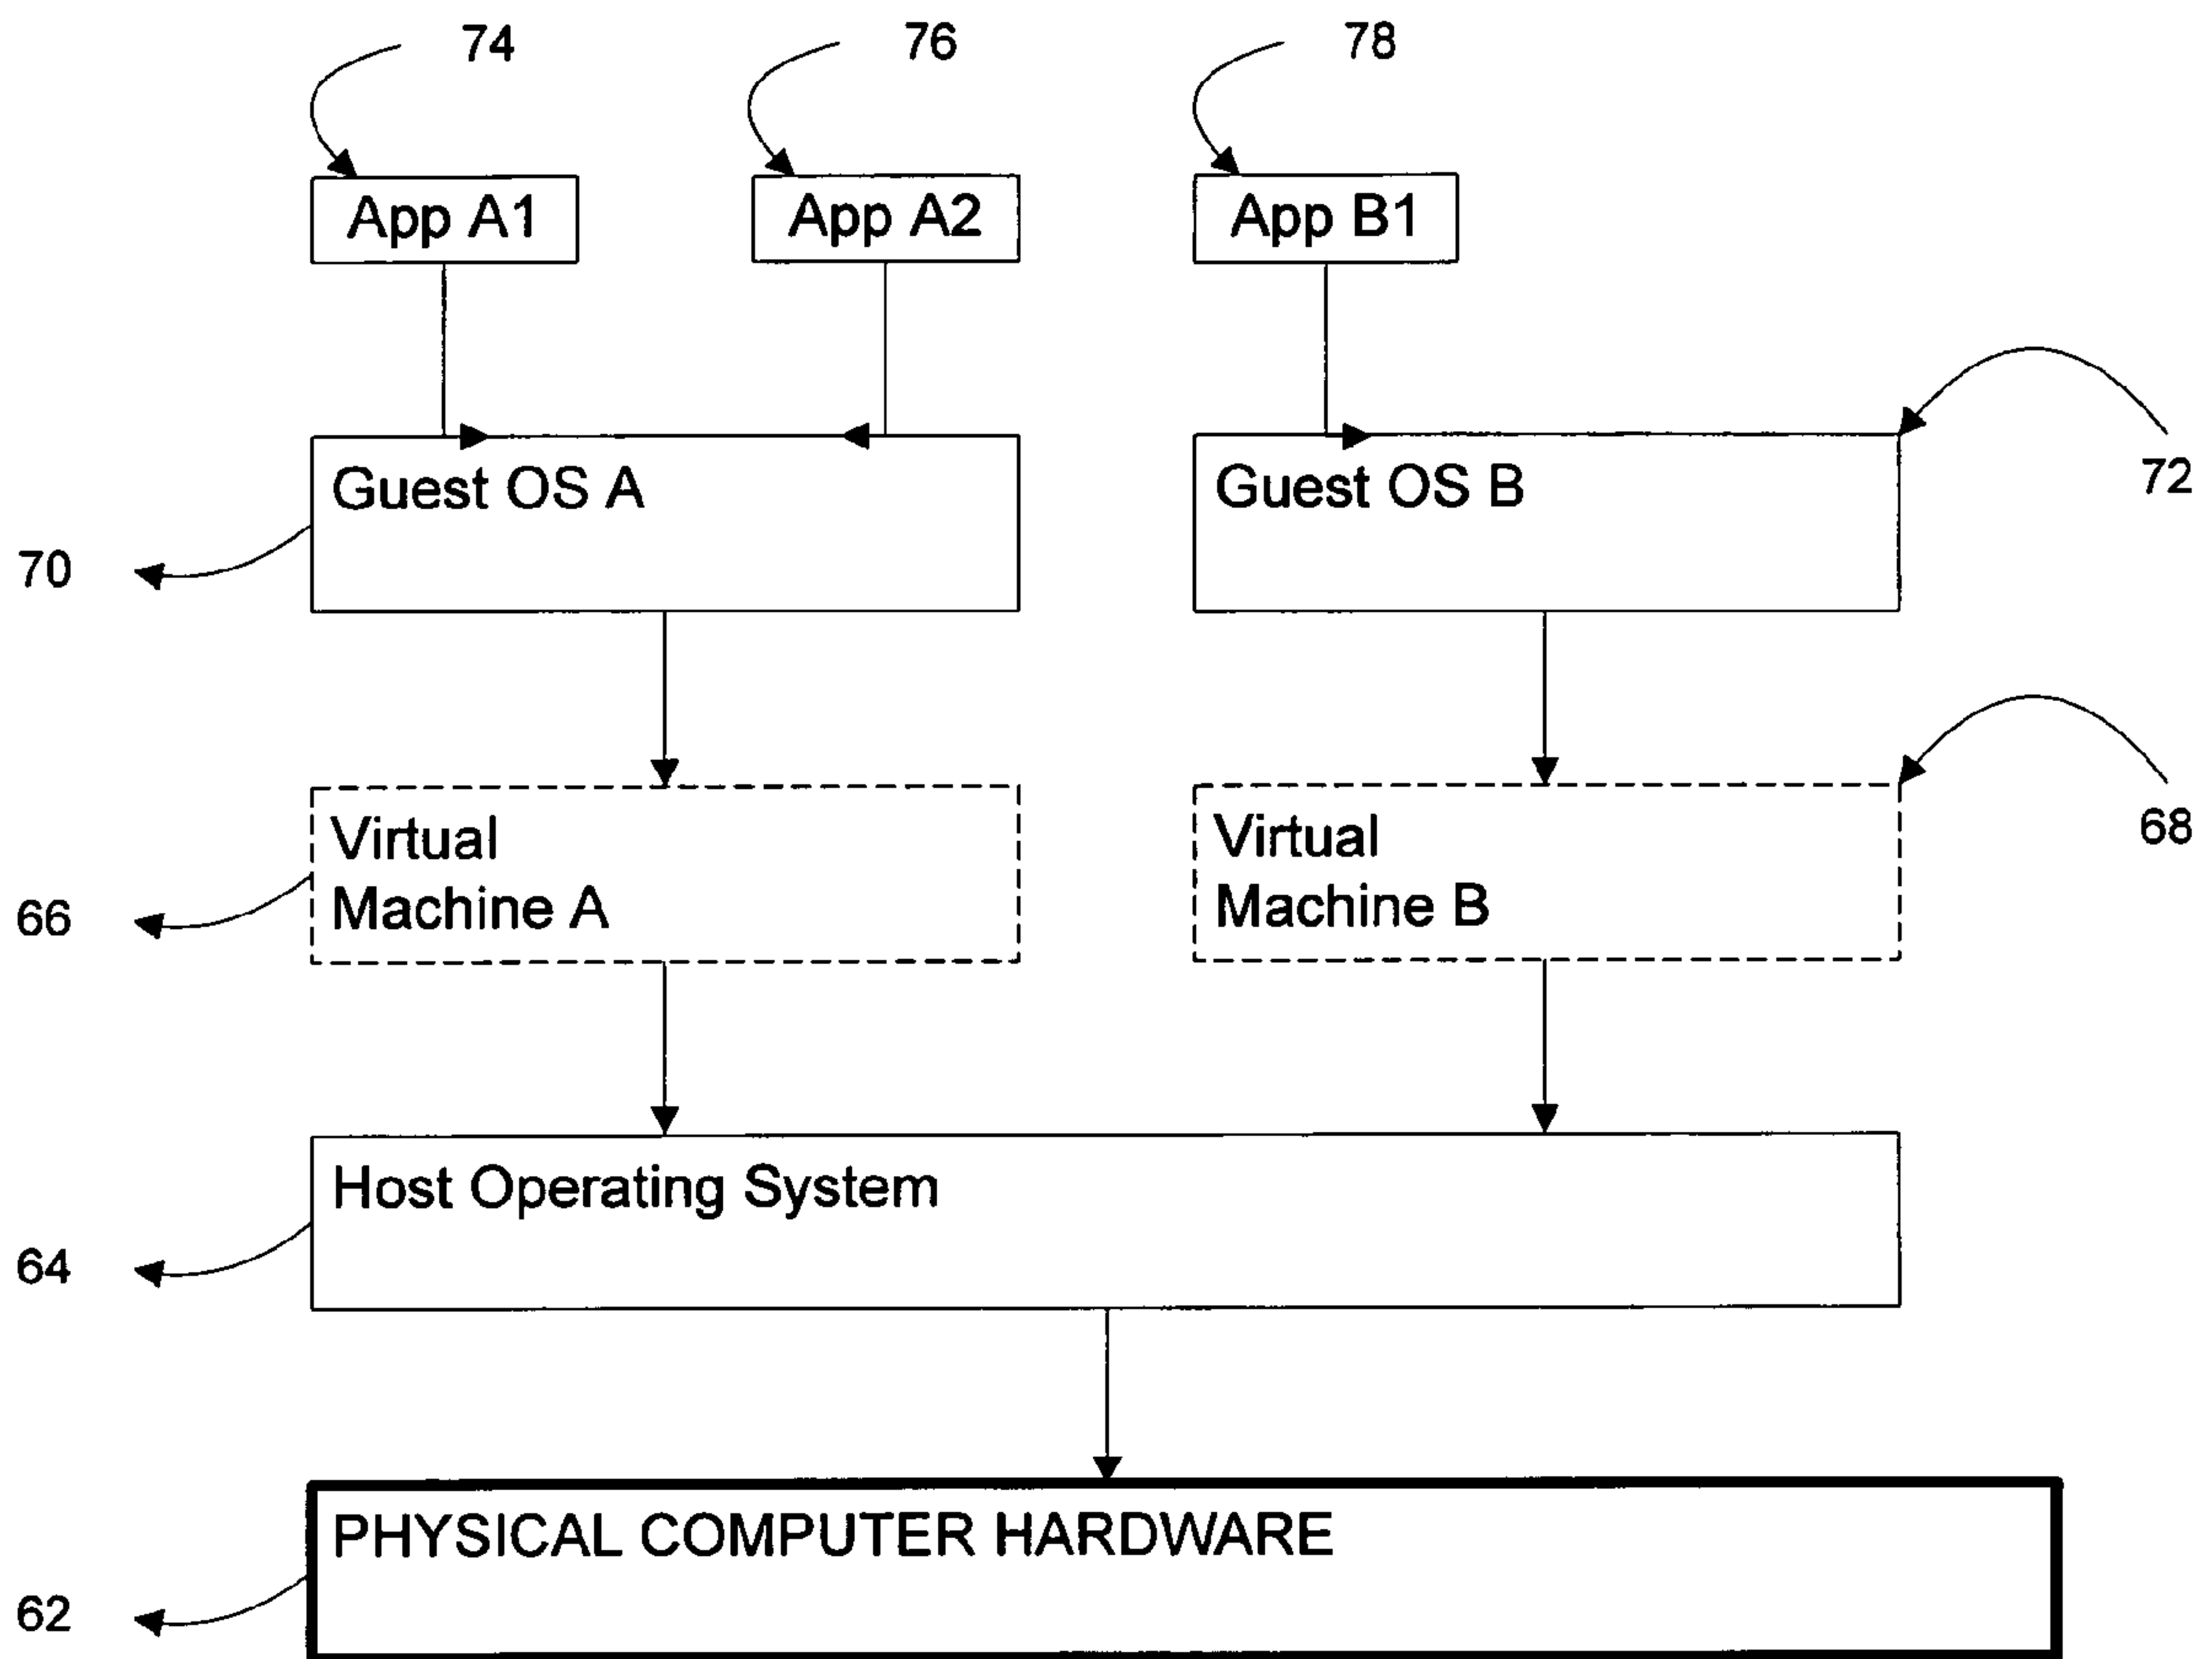 74
76
78
App A1
App A2
App B1
Guest OS A
Guest OS B
72
70
Virtual
Machine A
Virtual
Machine B
68
66
Host Operating System
64
PHYSICAL COMPUTER HARDWARE
62